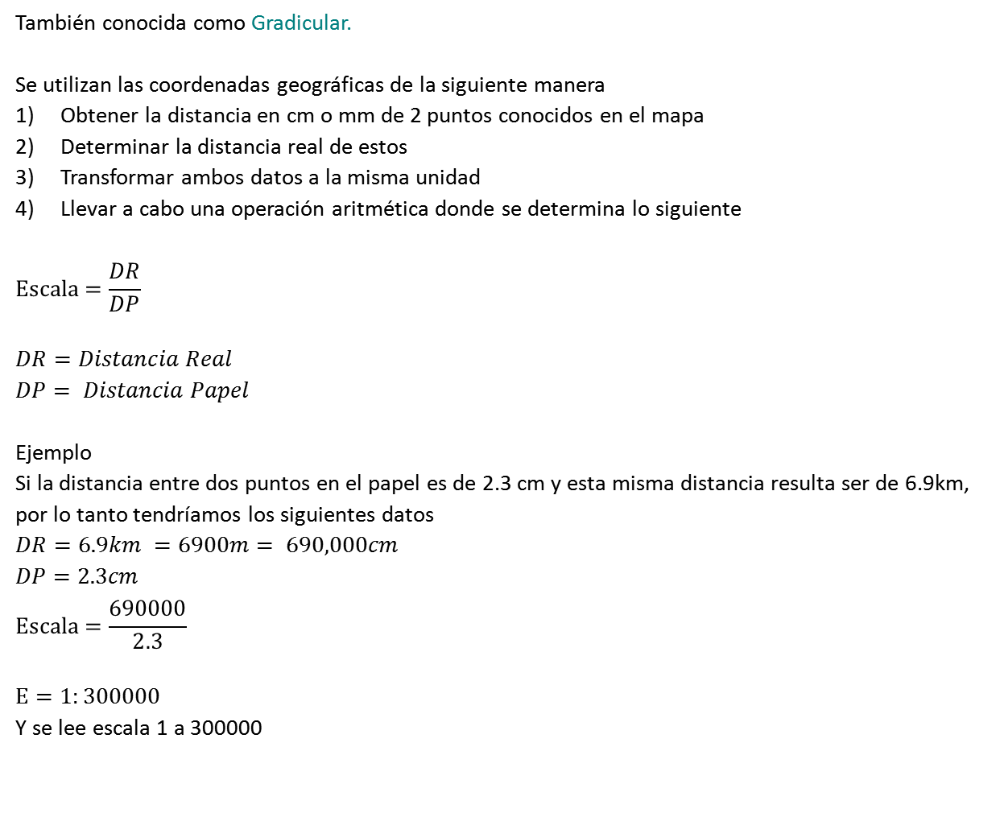 También conocida como Gradicular.
Se utilizan las coordenadas geográficas de la siguiente manera
1) Obtener la distancia en cm o mm de 2 puntos conocidos en el mapa
2) Determinar la distancia real de estos
3) Transformar ambos datos a la misma unidad
4) Llevar a cabo una operación aritmética donde se determina lo siguiente
Escala = DR/DP
DR = Distancia Real
DP = Distancia Papel
Ejemplo
Si la distancia entre dos puntos en el papel es de 2.3 cm y esta misma distancia resulta ser de 6.9km,
por lo tanto tendríamos los siguientes datos
DR = 6.9km = 6900m = 690,000cm
DP = 2.3cm
Escala = 690000/2.3
E = 1: 300000
Y se lee escala 1 a 300000